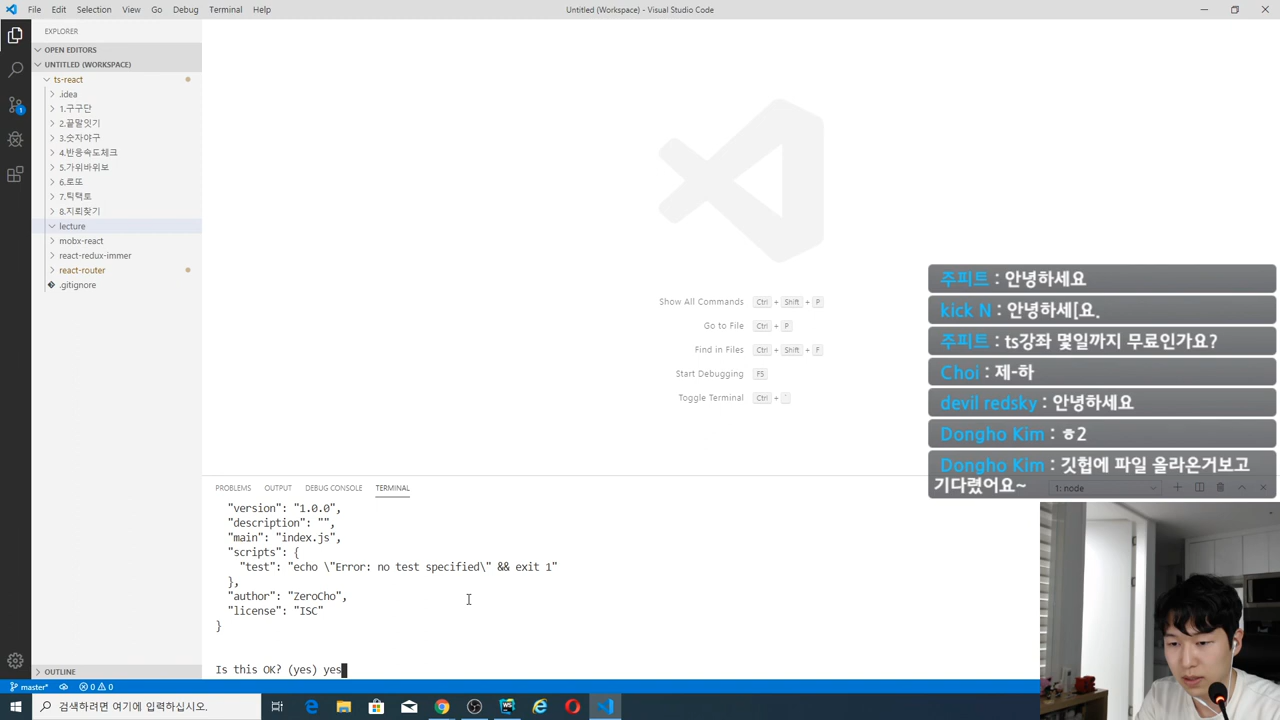 File Edit Selection View Go Debug Terminal Help
Untitled (Workspace) - Visual Studio Code
EXPLORER
OPEN EDITORS
UNTITLED (WORKSPACE)
ts-react
.idea
1.구구단
2.끝말잇기
3.숫자야구
4.반응속도체크
5.가위바위보
6.로또
7.틱택토
8.지뢰찾기
lecture
mobx-react
react-redux-immer
react-router
.gitignore
1
Show All Commands Ctrl + Shift + P
Go to File Ctrl + P
Find in Files Ctrl + Shift + F
Start Debugging F5
Toggle Terminal Ctrl + `
주피트 : 안녕하세요
kick N : 안녕하세[요.
주피트 : ts강좌 몇일까지 무료인가요?
Choi : 제-하
devil redsky : 안녕하세요
Dongho Kim : ㅎ2
Dongho Kim : 깃헙에 파일 올라온거보고
기다렸어요~
PROBLEMS OUTPUT DEBUG CONSOLE TERMINAL
1: node
"version": "1.0.0",
"description": "",
"main": "index.js",
"scripts": {
"test": "echo \"Error: no test specified\" && exit 1"
},
"author": "ZeroCho",
"license": "ISC"
}
Is this OK? (yes) yes
OUTLINE
master* 0 0
검색하려면 여기에 입력하십시오.